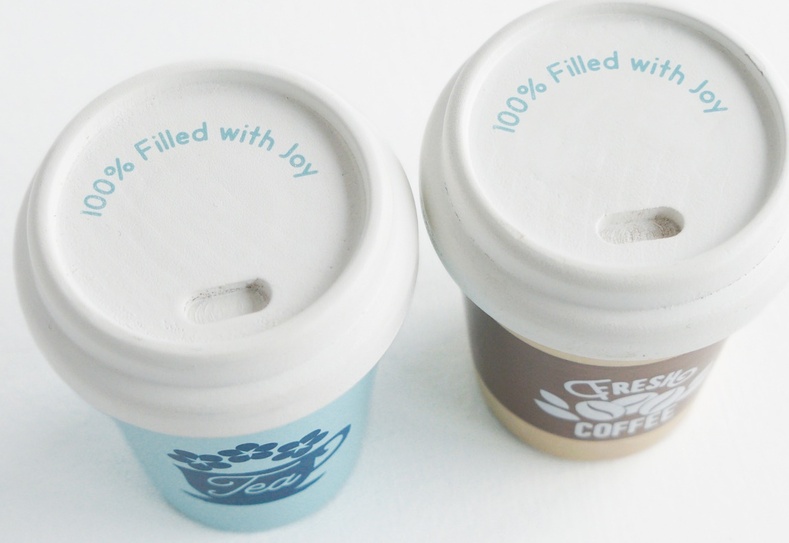 100% Filled with Joy
Tea
100% Filled with Joy
FRESH
COFFEE